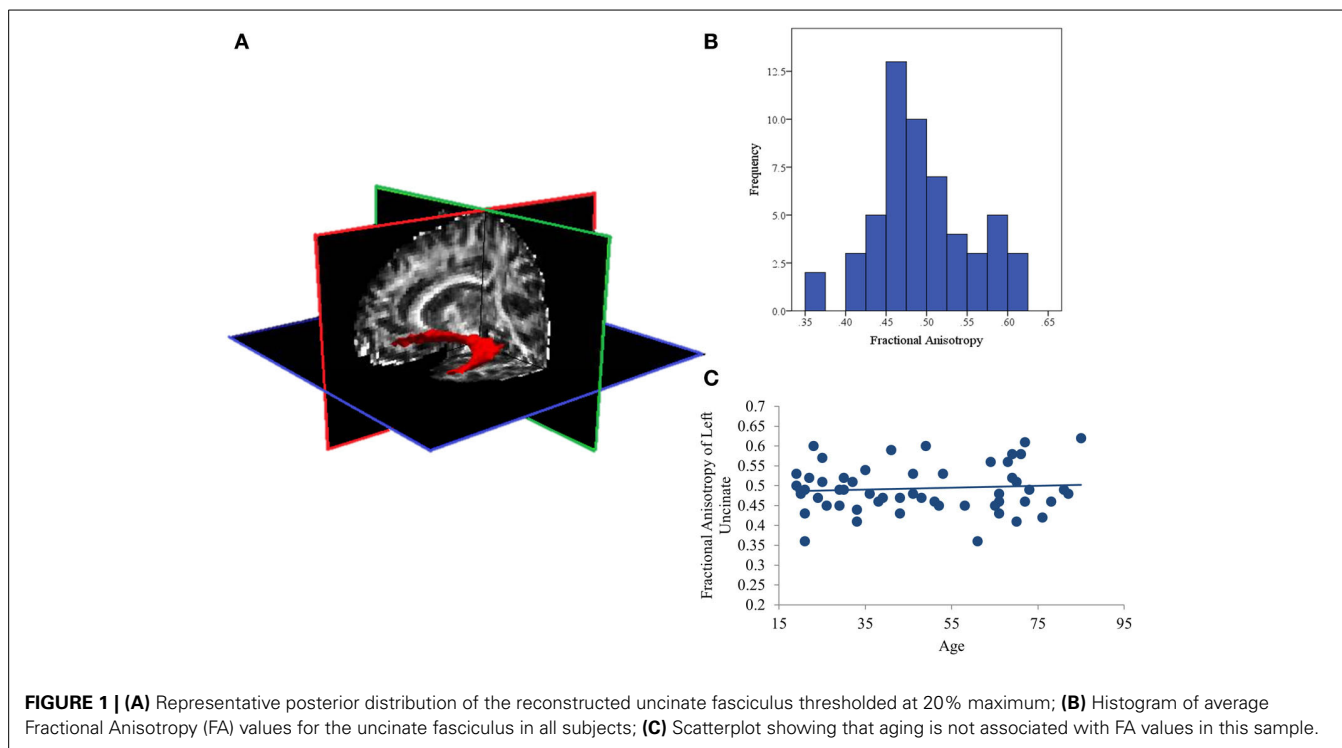 A
B
12.5
10.0
7.5
5.0
2.5
0.0
Frequency
.35 .40 .45 .50 .55 .60 .65
Fractional Anisotropy
C
0.7
0.65
0.6
0.55
0.5
0.45
0.4
0.35
0.3
0.25
0.2
Fractional Anisotropy of Left
Uncinate
15 35 55 75 95
Age
FIGURE 1 | (A) Representative posterior distribution of the reconstructed uncinate fasciculus thresholded at 20% maximum; (B) Histogram of average
Fractional Anisotropy (FA) values for the uncinate fasciculus in all subjects; (C) Scatterplot showing that aging is not associated with FA values in this sample.